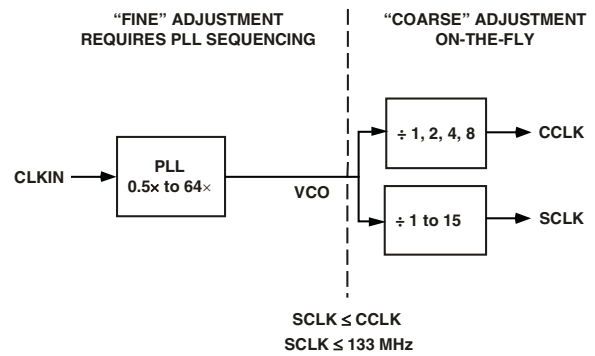 “FINE” ADJUSTMENT
REQUIRES PLL SEQUENCING
“COARSE” ADJUSTMENT
ON-THE-FLY
CLKIN
PLL
0.5× to 64×
VCO
÷ 1, 2, 4, 8
CCLK
÷ 1 to 15
SCLK
SCLK ≤ CCLK
SCLK ≤ 133 MHz